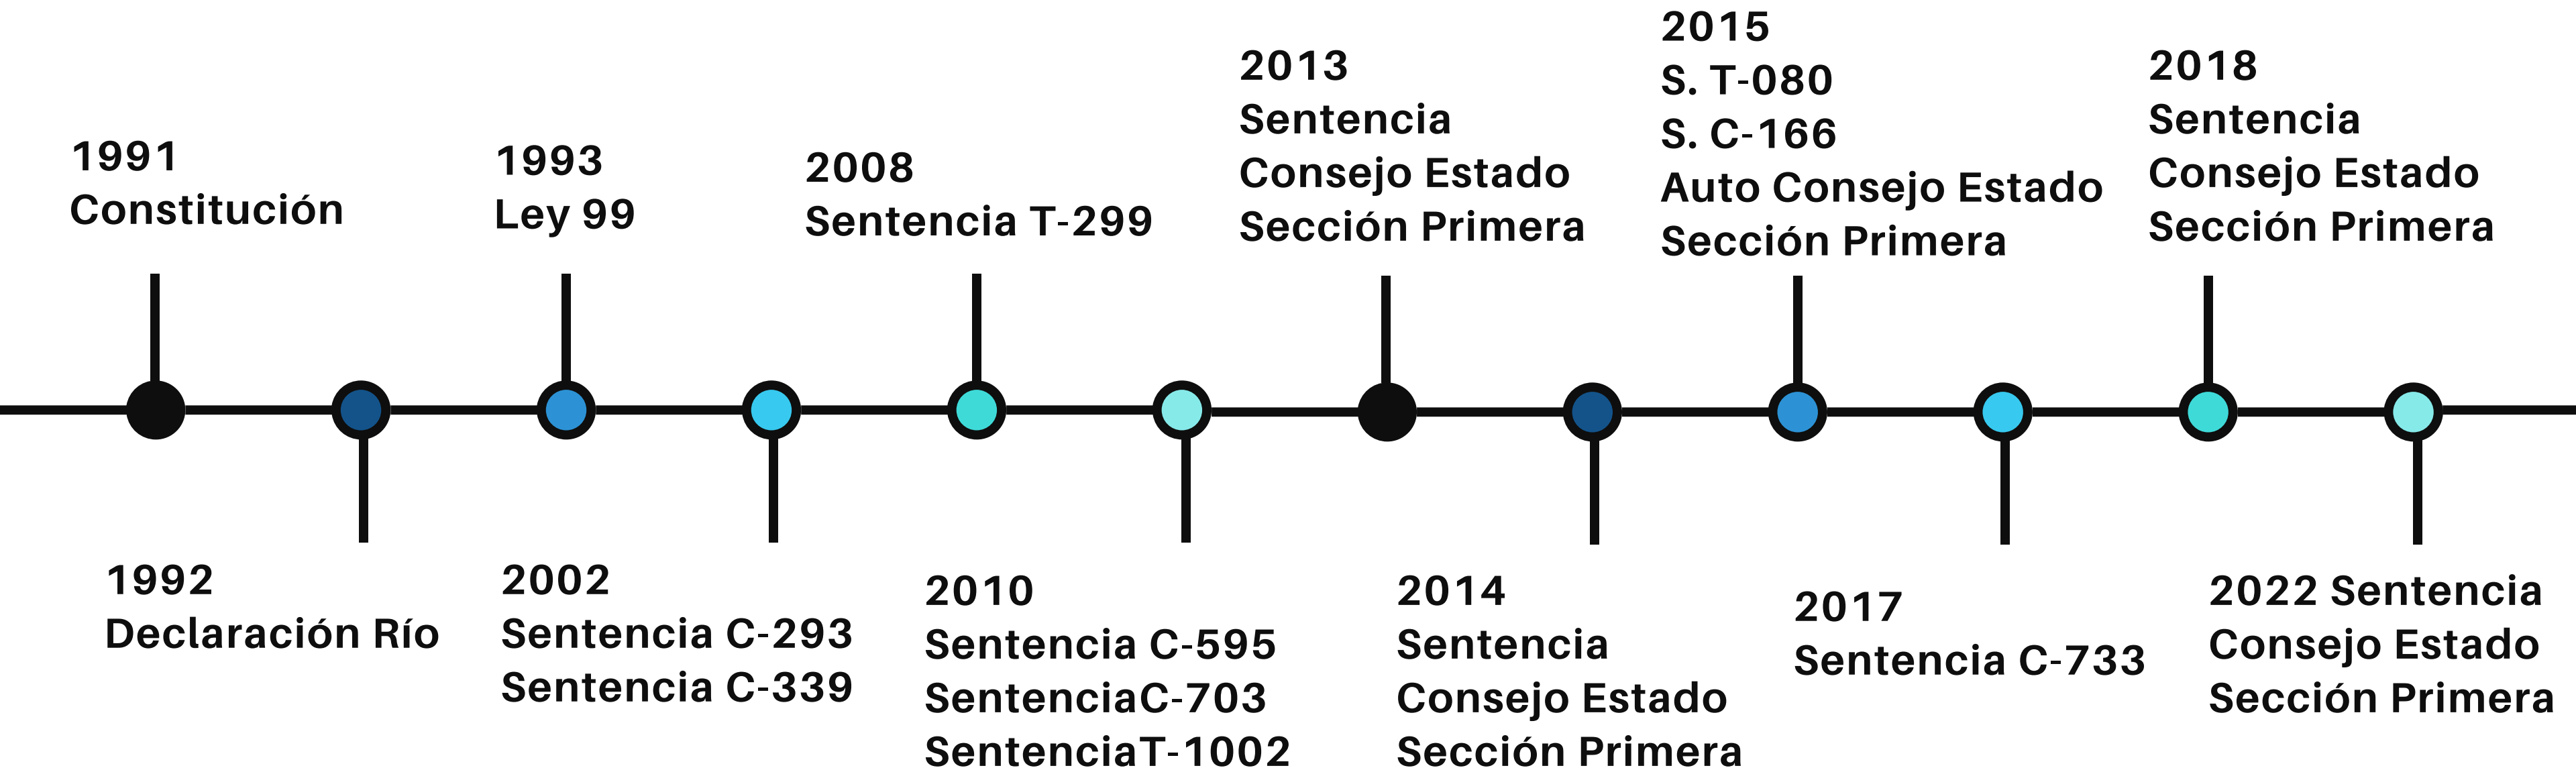 1991
Constitución
1992
Declaración Río
1993
Ley 99
2002
Sentencia C-293
Sentencia C-339
2008
Sentencia T-299
2010
Sentencia C-595
SentenciaC-703
SentenciaT-1002
2013
Sentencia
Consejo Estado
Sección Primera
2014
Sentencia
Consejo Estado
Sección Primera
2015
S. T-080
S. C-166
Auto Consejo Estado
Sección Primera
2017
Sentencia C-733
2018
Sentencia
Consejo Estado
Sección Primera
2022 Sentencia
Consejo Estado
Sección Primera